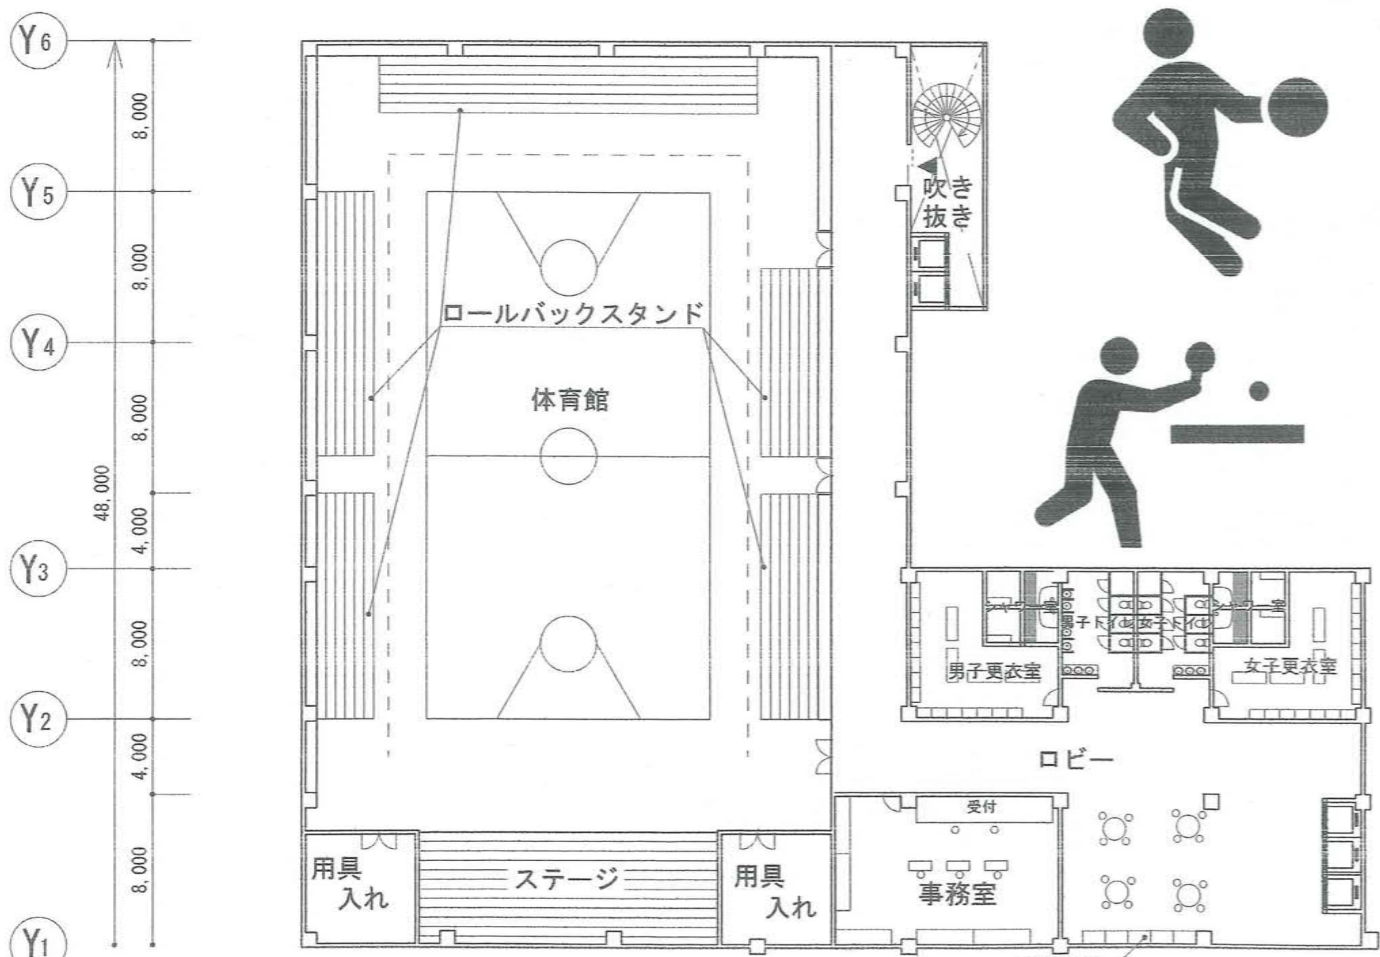 Y6
8,000
Y5
吹き
抜き
8,000
ロールバックスタンド
Y4
体育館
8,000
48,000
4,000
Y3
シャワー室
男子トイレ
女子トイレ
シャワー室
8,000
男子更衣室
女子更衣室
Y2
ロビー
4,000
受付
8,000
用具
入れ
ステージ
用具
入れ
事務室
Y1